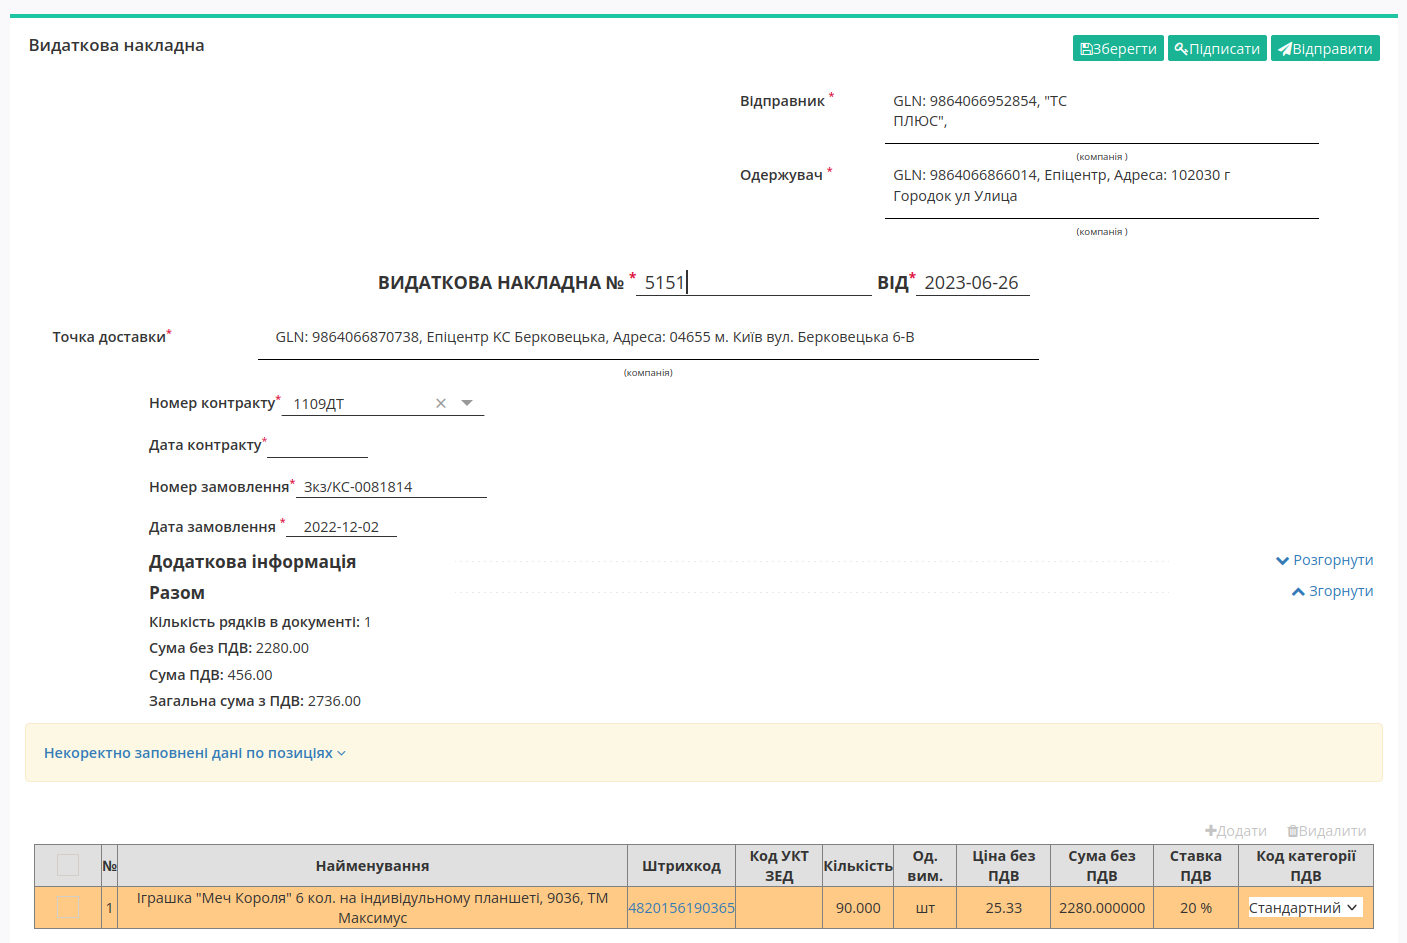 Видаткова накладна
Зберегти Підписати Відправити
Відправник * GLN: 9864066952854, "ТС
ПЛЮС",
(компанія )
Одержувач * GLN: 9864066866014, Епіцентр, Адреса: 102030 г
Городок ул Улица
(компанія )
ВИДАТКОВА НАКЛАДНА № * 5151 ВІД* 2023-06-26
Точка доставки* GLN: 9864066870738, Епіцентр КС Берковецька, Адреса: 04655 м. Київ вул. Берковецька 6-В
(компанія)
Номер контракту* 1109ДТ ×
Дата контракту*
Номер замовлення* Зкз/КС-0081814
Дата замовлення * 2022-12-02
Додаткова інформація Розгорнути
Разом Згорнути
Кількість рядків в документі: 1
Сума без ПДВ: 2280.00
Сума ПДВ: 456.00
Загальна сума з ПДВ: 2736.00
Некоректно заповнені дані по позиціях
Додати Видалити
№ Найменування Штрихкод Код УКТ ЗЕД Кількість Од. вим. Ціна без ПДВ Сума без ПДВ Ставка ПДВ Код категорії ПДВ
1 Іграшка "Меч Короля" 6 кол. на індивідульному планшеті, 9036, ТМ Максимус 4820156190365 90.000 шт 25.33 2280.000000 20 % Стандартний